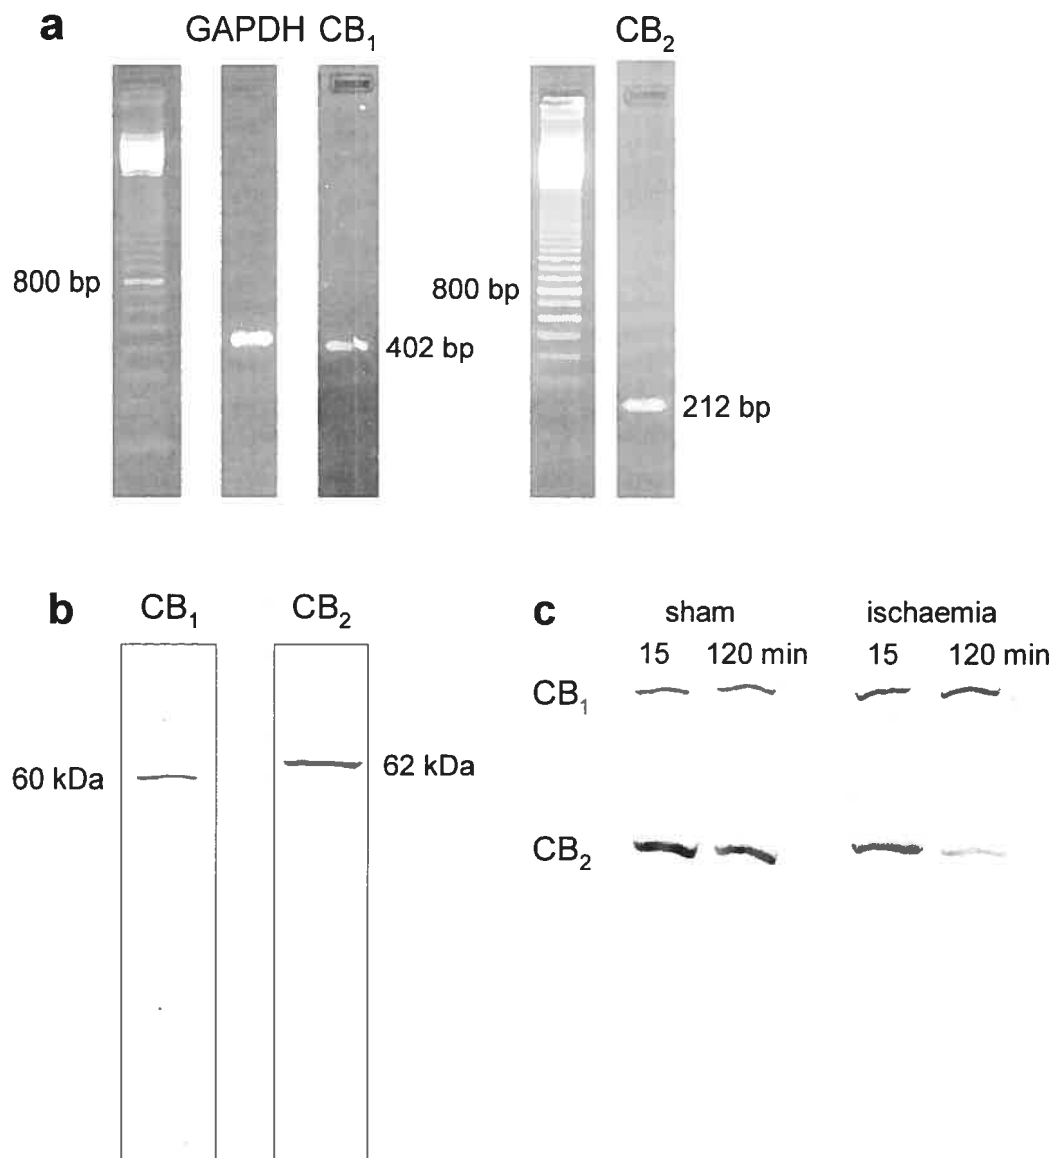 a
GAPDH CB₁
CB₂
800 bp
402 bp
800 bp
212 bp
b
CB₁
CB₂
60 kDa
62 kDa
c
sham ischaemia
15 120 min 15 120 min
CB₁
CB₂